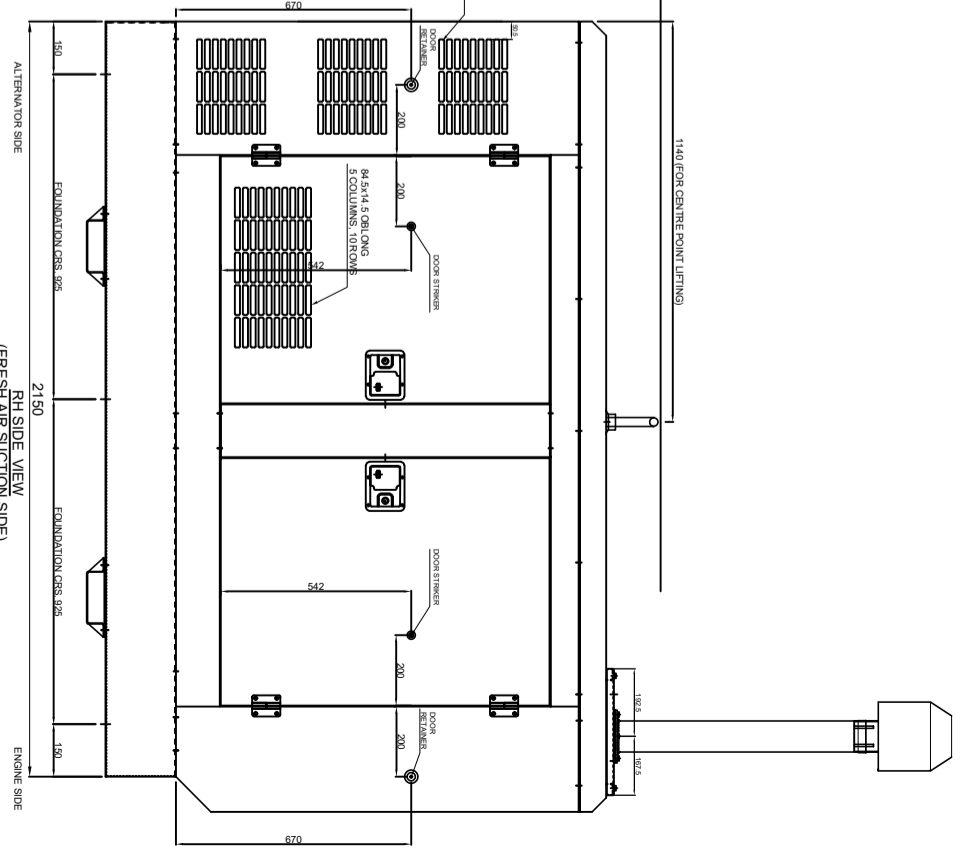 670
150
ALTERNATOR SIDE
FOUNDATION CRS. 925
2150
RH SIDE VIEW
(FRESH AIR SUCTION SIDE)
FOUNDATION CRS. 925
150
ENGINE SIDE
DOOR
RETAINER
200
200
84.5x14.5 OBLONG
5 COLUMNS, 10 ROWS
542
DOOR STRIKER
1140 (FOR CENTRE POINT LIFTING)
542
DOOR STRIKER
200
200
DOOR
RETAINER
192.5
167.5
670